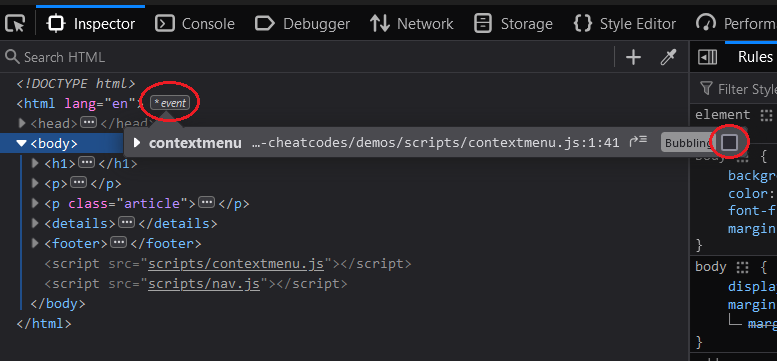 Inspector Console Debugger Network Storage Style Editor Perform
Search HTML
Rules
Filter Style
<!DOCTYPE html>
<html lang="en"> *event
<head>⋯</head>
contextmenu …-cheatcodes/demos/scripts/contextmenu.js:1:41 Bubbling
<body>
<h1>⋯</h1>
<p>⋯</p>
<p class="article">⋯</p>
<details>⋯</details>
<footer>⋯</footer>
<script src="scripts/contextmenu.js"></script>
<script src="scripts/nav.js"></script>
</body>
</html>
element {
body {
backg
color:
font-f
margin
}
body {
displa
margin
marg
}